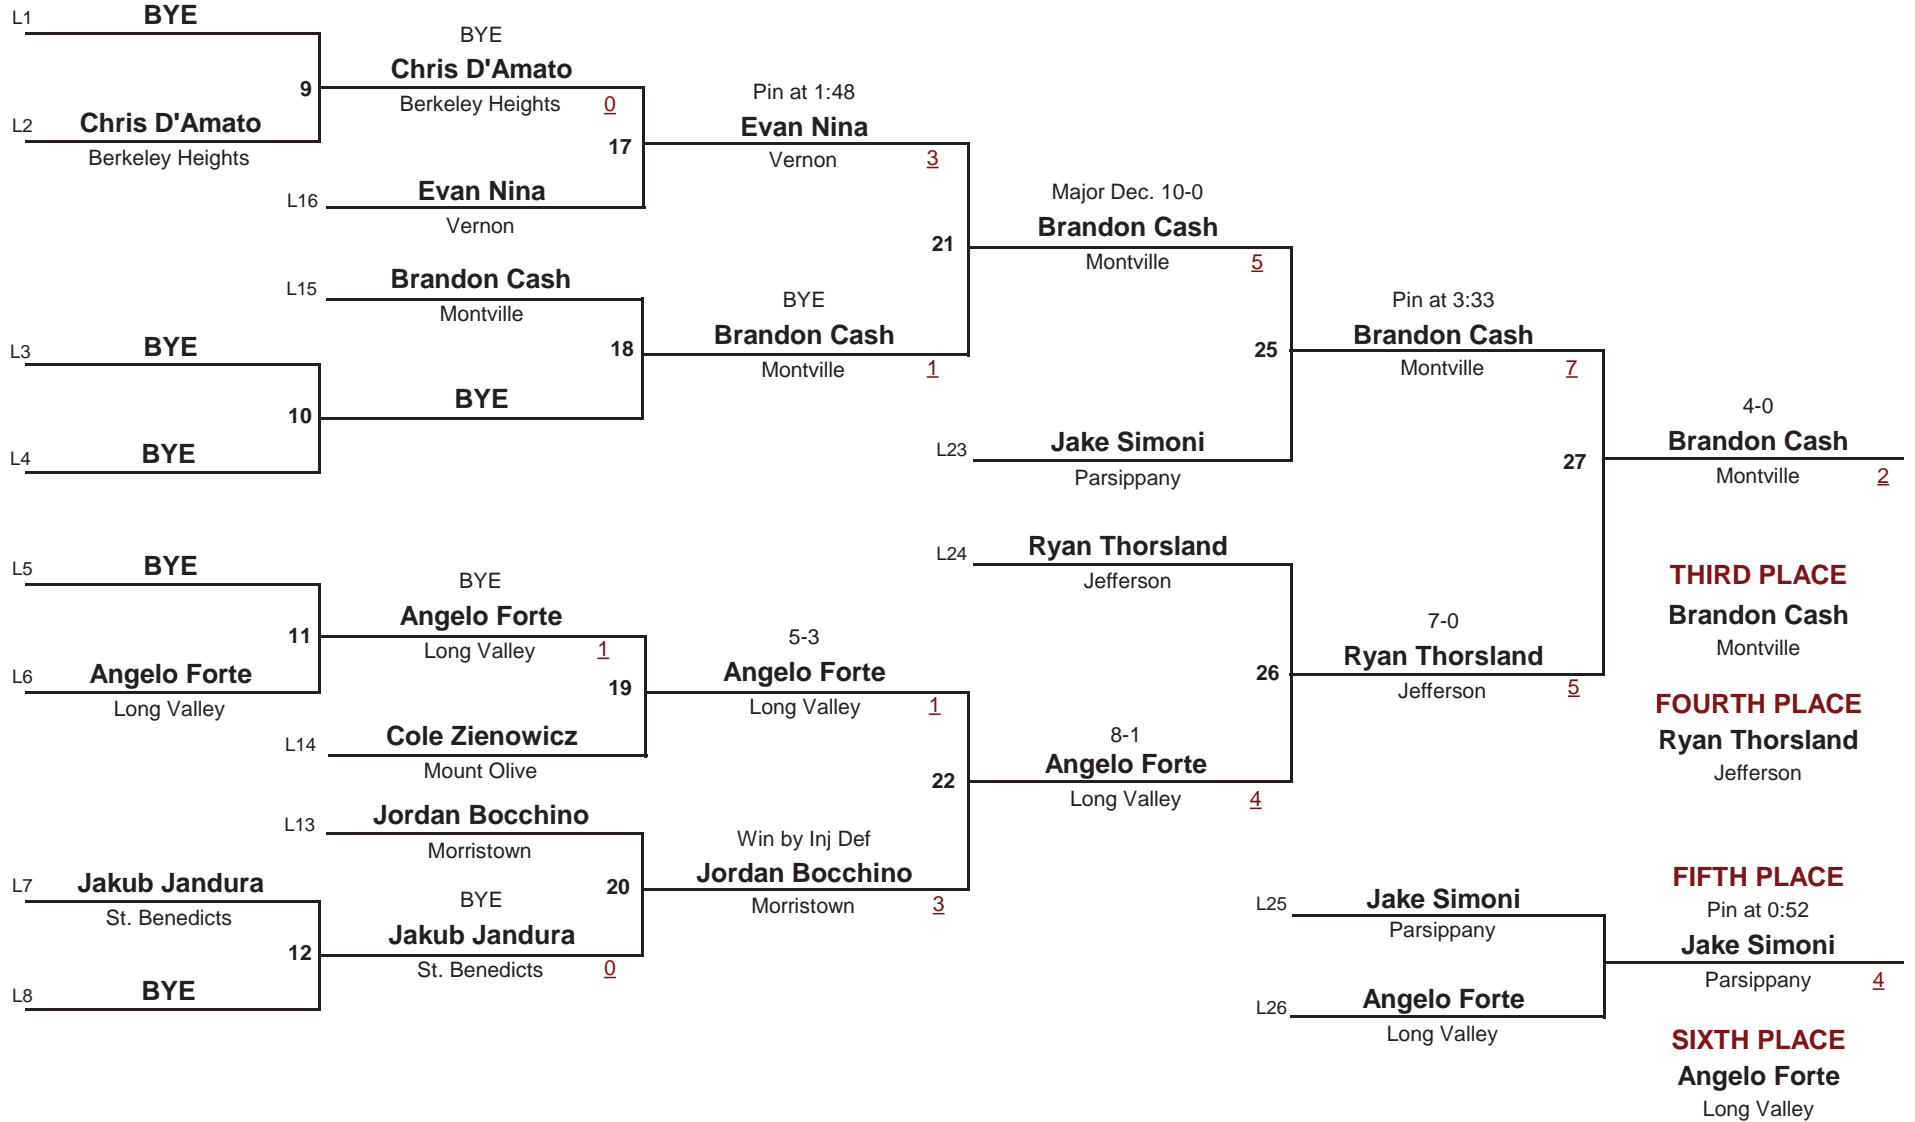 L1 BYE
9
L2 Chris D'Amato
Berkeley Heights
BYE
Chris D'Amato
Berkeley Heights 0
17
L16 Evan Nina
Vernon
Pin at 1:48
Evan Nina
Vernon 3
L15 Brandon Cash
Montville
18
L3 BYE
10
L4 BYE
BYE
BYE
Brandon Cash
Montville 1
21
Major Dec. 10-0
Brandon Cash
Montville 5
25
L23 Jake Simoni
Parsippany
Pin at 3:33
Brandon Cash
Montville 7
27
4-0
Brandon Cash
Montville 2
L5 BYE
11
L6 Angelo Forte
Long Valley
BYE
Angelo Forte
Long Valley 1
19
L14 Cole Zienowicz
Mount Olive
5-3
Angelo Forte
Long Valley 1
22
L13 Jordan Bocchino
Morristown
20
L7 Jakub Jandura
St. Benedicts
12
L8 BYE
BYE
Jakub Jandura
St. Benedicts 0
Win by Inj Def
Jordan Bocchino
Morristown 3
L24 Ryan Thorsland
Jefferson
26
8-1
Angelo Forte
Long Valley 4
7-0
Ryan Thorsland
Jefferson 5
THIRD PLACE
Brandon Cash
Montville
FOURTH PLACE
Ryan Thorsland
Jefferson
L25 Jake Simoni
Parsippany
L26 Angelo Forte
Long Valley
FIFTH PLACE
Pin at 0:52
Jake Simoni
Parsippany 4
SIXTH PLACE
Angelo Forte
Long Valley